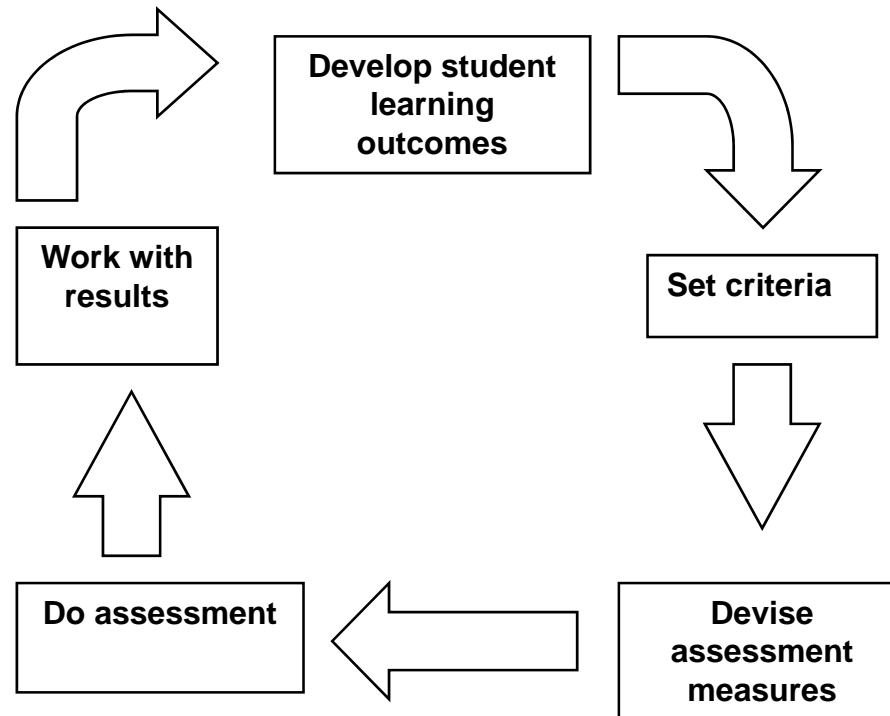 Develop student
learning
outcomes
Set criteria
Devise
assessment
measures
Do assessment
Work with
results